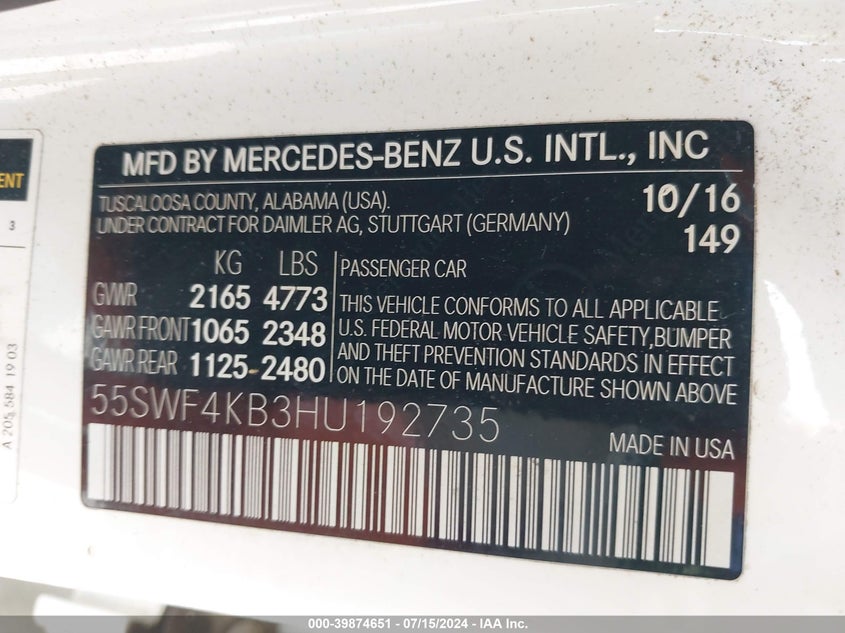 MFD BY MERCEDES-BENZ U.S. INTL., INC
TUSCALOOSA COUNTY, ALABAMA (USA).
UNDER CONTRACT FOR DAIMLER AG, STUTTGART (GERMANY)
10/16
149
KG LBS
GVWR 2165 4773
GAWR FRONT 1065 2348
GAWR REAR 1125 2480
PASSENGER CAR
THIS VEHICLE CONFORMS TO ALL APPLICABLE
U.S. FEDERAL MOTOR VEHICLE SAFETY,BUMPER
AND THEFT PREVENTION STANDARDS IN EFFECT
ON THE DATE OF MANUFACTURE SHOWN ABOVE
55SWF4KB3HU192735
MADE IN USA
3
A 205 584 19 03
000-39874651 - 07/15/2024 - IAA Inc.